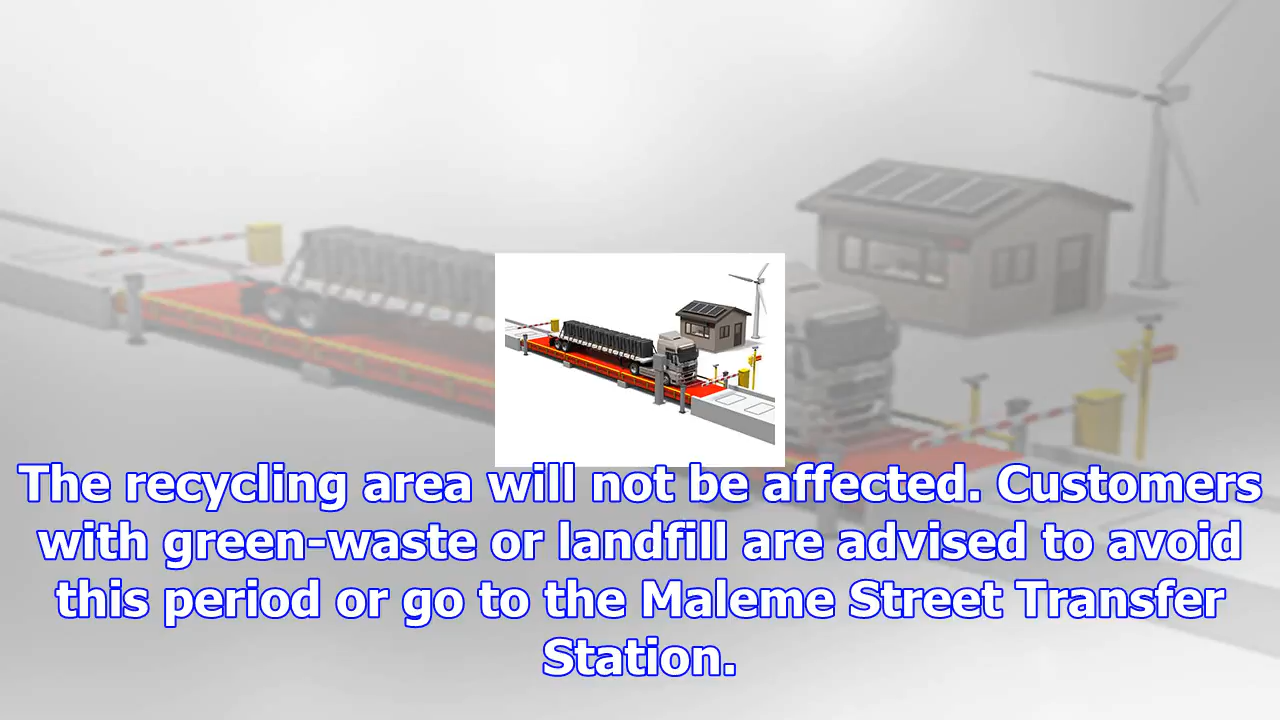 The recycling area will not be affected. Customers
with green-waste or landfill are advised to avoid
this period or go to the Maleme Street Transfer
Station.